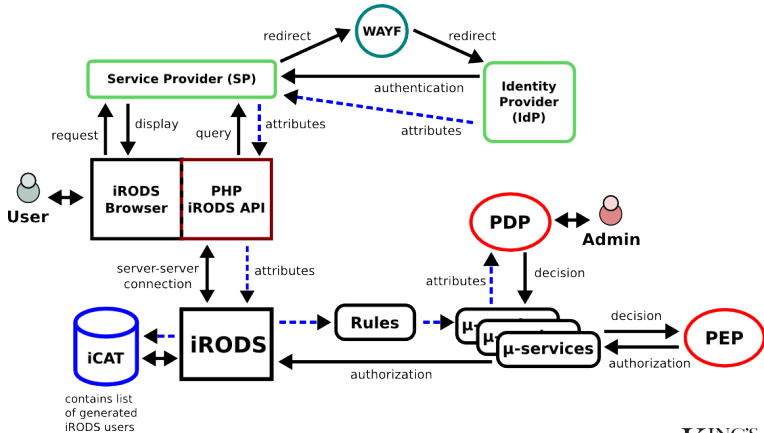 redirect
WAYF
redirect
Service Provider (SP)
authentication
Identity
Provider
(IdP)
attributes
request
display
query
attributes
iRODS
Browser
PHP
iRODS API
User
PDP
Admin
server-server
connection
attributes
attributes
decision
iCAT
iRODS
Rules
μ-
μ-
μ-services
decision
PEP
authorization
authorization
contains list
of generated
iRODS users